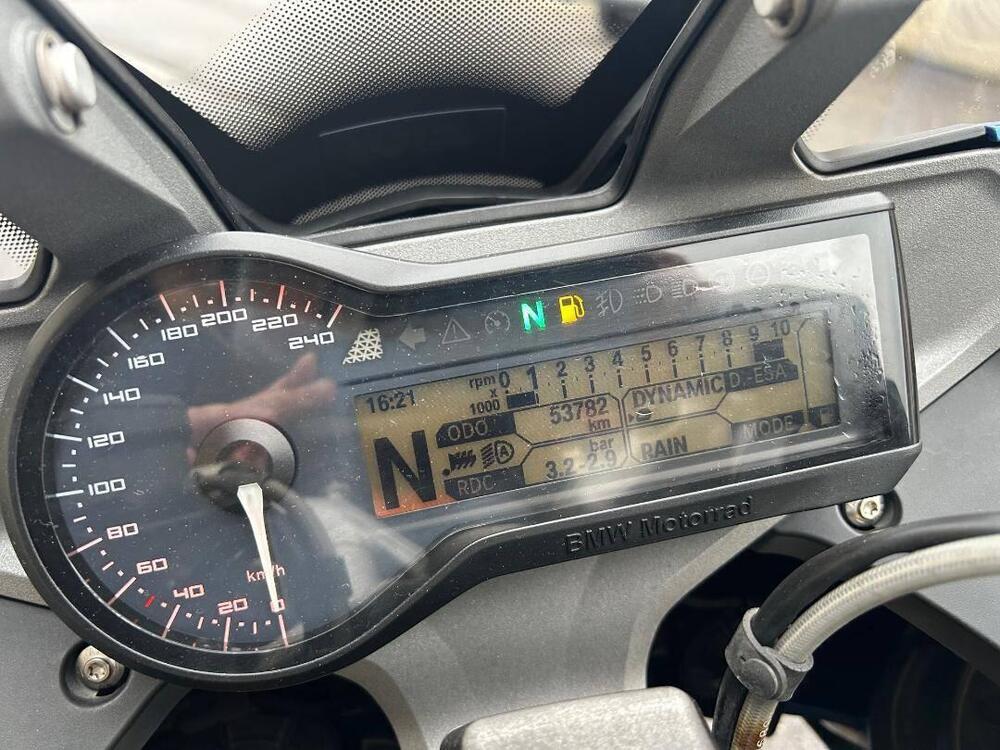 240
220
200
180
160
140
120
100
80
60
40
20
0
km/h
N
16:21
rpm
x
1000
0 1 2 3 4 5 6 7 8 9 10
N
ODO
53782
km
DYNAMIC
D.-ESA
A
RDC
bar
3.2-2.9
RAIN
MODE
BMW Motorrad